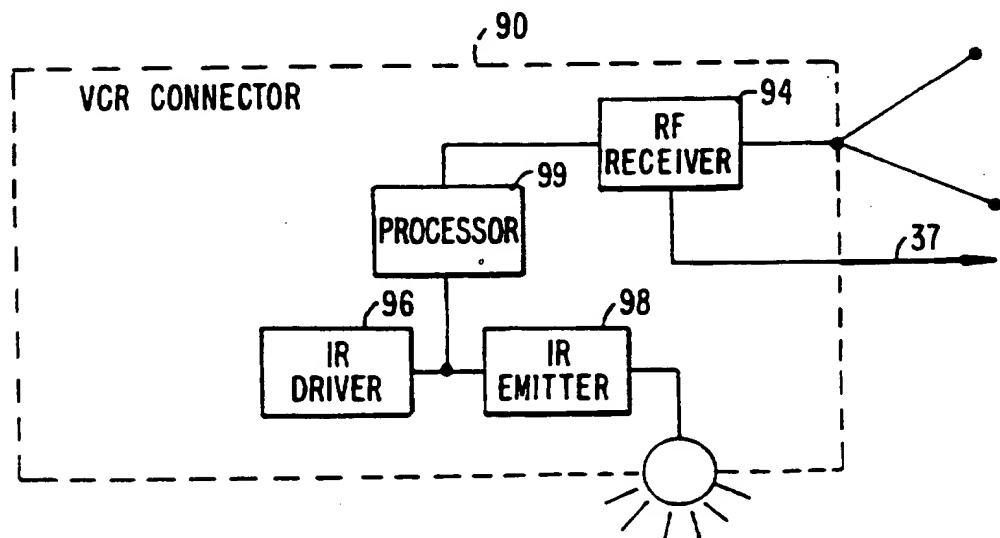 90
VCR CONNECTOR
94
RF
RECEIVER
99
PROCESSOR
37
96
IR
DRIVER
98
IR
EMITTER